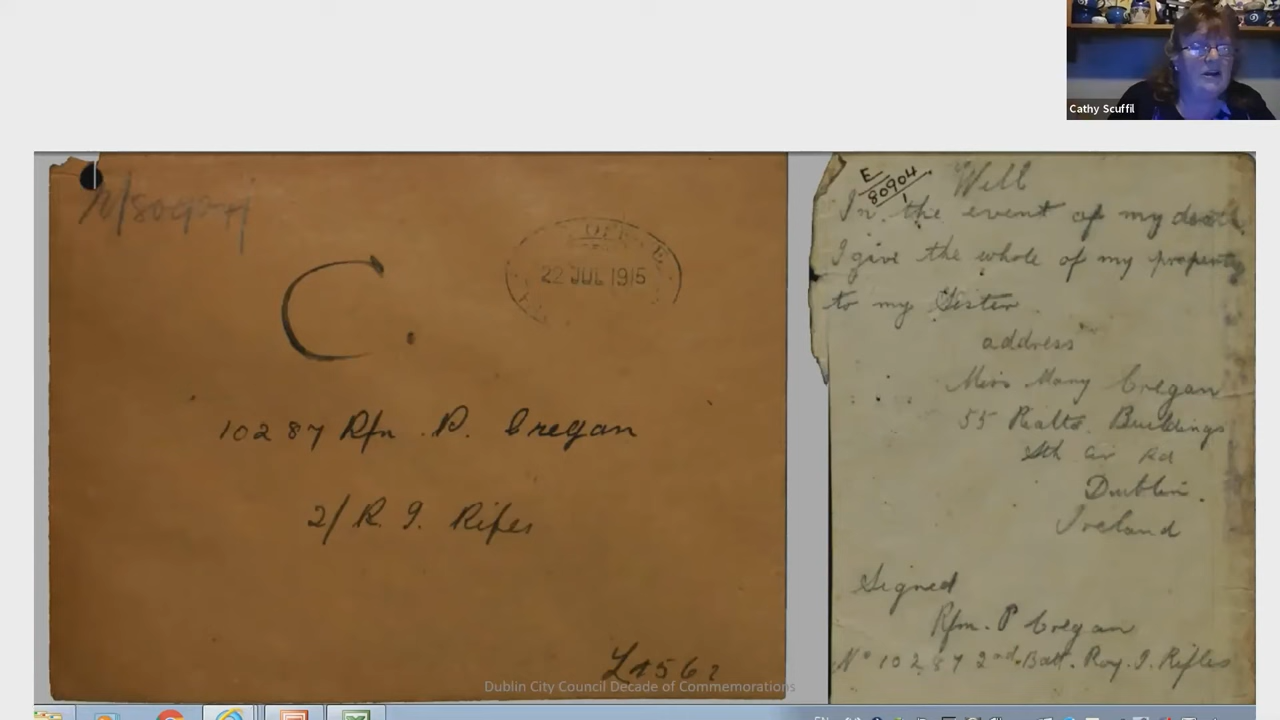 Cathy Scuffil
C.
22 JUL 1915
10287 Rfn. P. Cregan
2/ R. I. Rifles
Dublin City Council Decade of Commemorations
E
80904
1
Will
In the event of my death
I give the whole of my property
to my Sister
address
Miss Mary Cregan
55 Rialto. Buildings
Sth Cir Rd
Dublin.
Ireland
Signed
Rfm. P Cregan
No 10287 2nd. Batt. Roy. I. Rifles